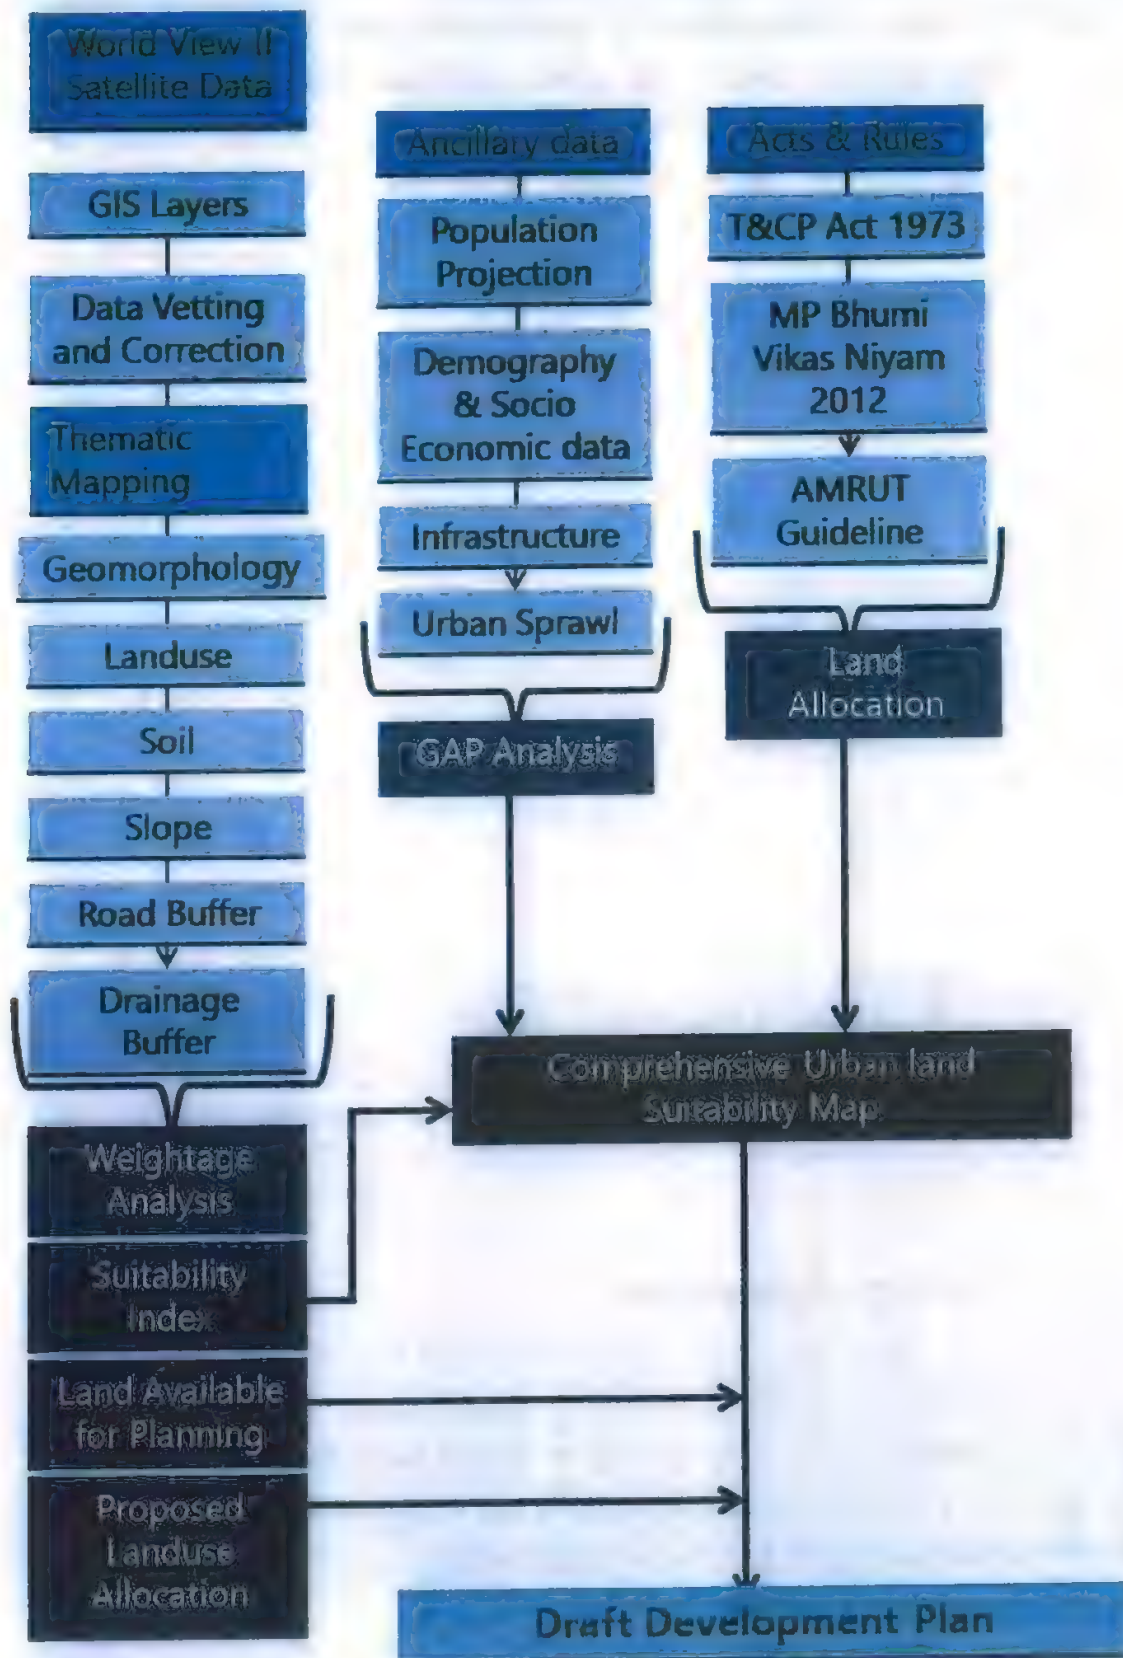 World View II
Satellite Data
GIS Layers
Data Vetting
and Correction
Thematic
Mapping
Geomorphology
Landuse
Soil
Slope
Road Buffer
Drainage
Buffer
Weightage
Analysis
Suitability
Index
Land Available
for Planning
Proposed
Landuse
Allocation
Ancillary data
Population
Projection
Demography
& Socio
Economic data
Infrastructure
Urban Sprawl
GAP Analysis
Acts & Rules
T&CP Act 1973
MP Bhumi
Vikas Niyam
2012
AMRUT
Guideline
Land
Allocation
Comprehensive Urban land
Suitability Map
Draft Development Plan